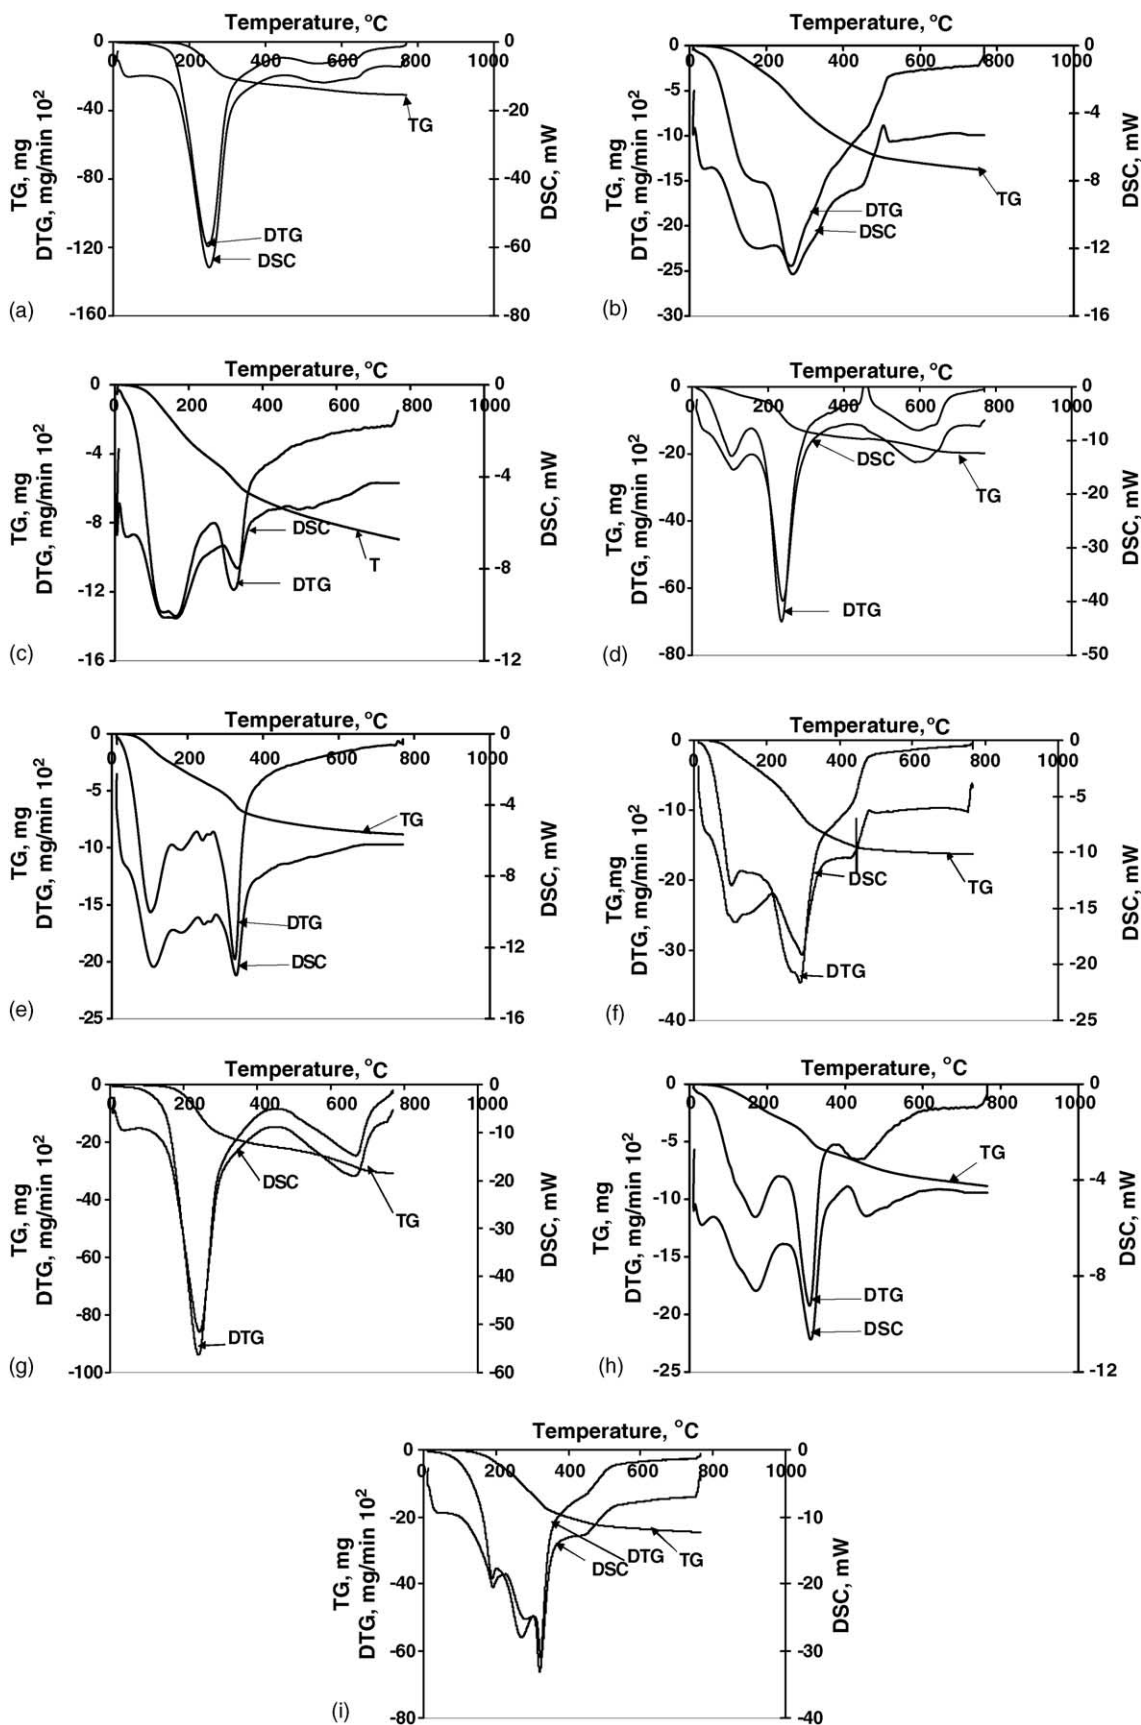 Temperature, °C
0 200 400 600 800 1000
TG, mg
DTG, mg/min 10²
0
-40
-80
-120
-160
DSC, mW
0
-20
-40
-60
-80
TG
DTG
DSC
(a)
Temperature, °C
0 200 400 600 800 1000
TG, mg
DTG, mg/min 10²
0
-5
-10
-15
-20
-25
-30
DSC, mW
0
-4
-8
-12
-16
TG
DTG
DSC
(b)
Temperature, °C
0 200 400 600 800 1000
TG, mg
DTG, mg/min 10²
0
-4
-8
-12
-16
DSC, mW
0
-4
-8
-12
DSC
T
DTG
(c)
Temperature, °C
0 200 400 600 800 1000
TG, mg
DTG, mg/min 10²
0
-20
-40
-60
-80
DSC, mW
0
-10
-20
-30
-40
-50
DSC
TG
DTG
(d)
Temperature, °C
0 200 400 600 800 1000
TG, mg
DTG, mg/min 10²
0
-5
-10
-15
-20
-25
DSC, mW
0
-4
-8
-12
-16
TG
DTG
DSC
(e)
Temperature, °C
0 200 400 600 800 1000
TG,mg
DTG, mg/min 10²
0
-10
-20
-30
-40
DSC, mW
0
-5
-10
-15
-20
-25
DSC
TG
DTG
(f)
Temperature, °C
0 200 400 600 800 1000
TG, mg
DTG, mg/min 10²
0
-20
-40
-60
-80
-100
DSC, mW
0
-10
-20
-30
-40
-50
-60
DSC
TG
DTG
(g)
Temperature, °C
0 200 400 600 800 1000
TG, mg
DTG, mg/min 10²
0
-5
-10
-15
-20
-25
DSC, mW
0
-4
-8
-12
TG
DTG
DSC
(h)
Temperature, °C
0 200 400 600 800 1000
TG, mg
DTG, mg/min 10²
0
-20
-40
-60
-80
DSC, mW
0
-10
-20
-30
-40
DSC
DTG
TG
(i)